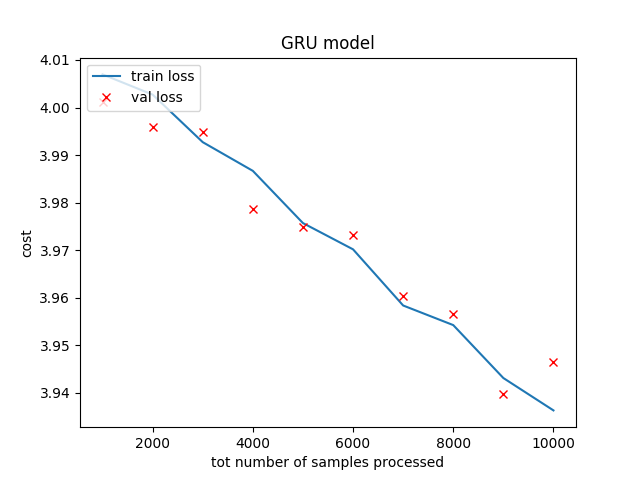 GRU model
train loss
val loss
4.01
4.00
3.99
3.98
3.97
3.96
3.95
3.94
cost
2000 4000 6000 8000 10000
tot number of samples processed